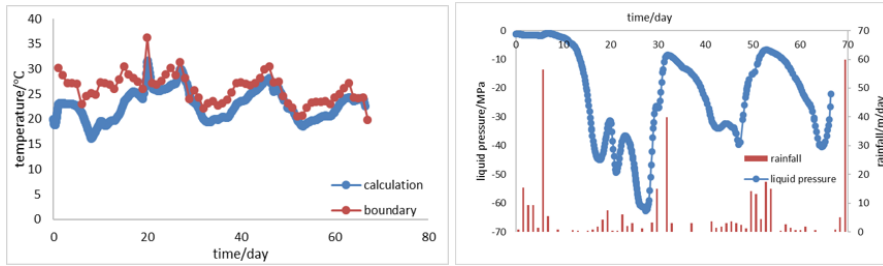 40
35
30
25
20
15
10
5
0
temperature/°C
0 20 40 60 80
time/day
calculation
boundary
time/day
0 10 20 30 40 50 60 70
0
-10
-20
-30
-40
-50
-60
-70
liquid pressure/MPa
70
60
50
40
30
20
10
0
rainfall/m/day
rainfall
liquid pressure